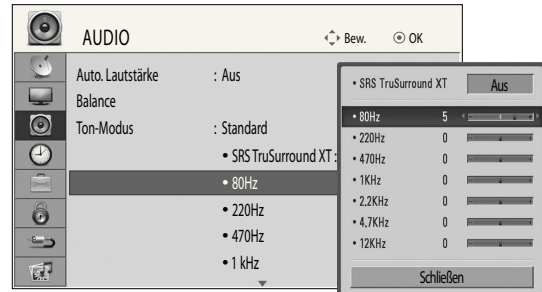 AUDIO
Bew. OK
Auto. Lautstärke : Aus
Balance
Ton-Modus : Standard
• SRS TruSurround XT :
• 80Hz
• 220Hz
• 470Hz
• 1 kHz
• SRS TruSurround XT Aus
• 80Hz 5
• 220Hz 0
• 470Hz 0
• 1KHz 0
• 2,2KHz 0
• 4,7KHz 0
• 12KHz 0
Schließen